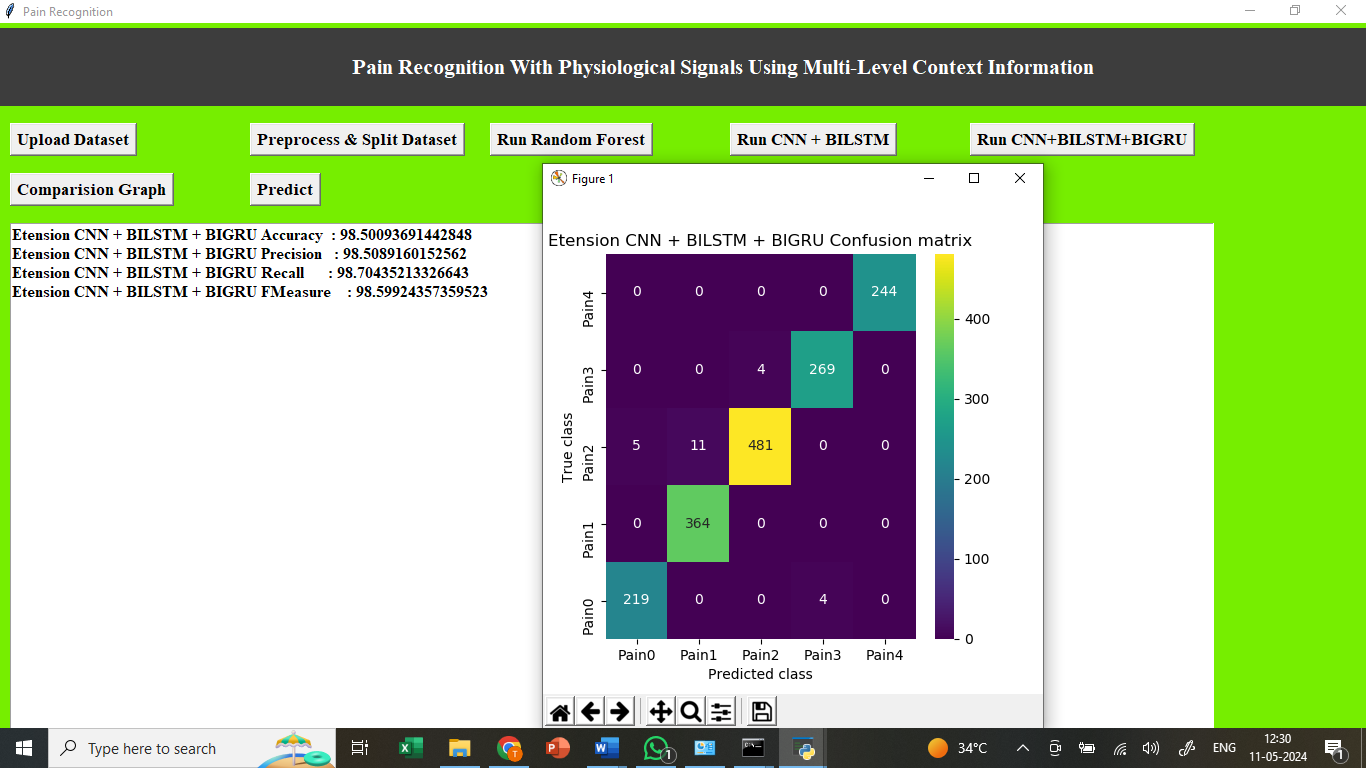 Pain Recognition
Pain Recognition With Physiological Signals Using Multi-Level Context Information
Upload Dataset
Preprocess & Split Dataset
Run Random Forest
Run CNN + BILSTM
Run CNN+BILSTM+BIGRU
Comparision Graph
Predict
Etension CNN + BILSTM + BIGRU Accuracy : 98.50093691442848
Etension CNN + BILSTM + BIGRU Precision : 98.5089160152562
Etension CNN + BILSTM + BIGRU Recall : 98.70435213326643
Etension CNN + BILSTM + BIGRU FMeasure : 98.59924357359523
Figure 1
Etension CNN + BILSTM + BIGRU Confusion matrix
True class
Pain4 0 0 0 0 244
Pain3 0 0 4 269 0
Pain2 5 11 481 0 0
Pain1 0 364 0 0 0
Pain0 219 0 0 4 0
Pain0 Pain1 Pain2 Pain3 Pain4
Predicted class
400
300
200
100
0
Type here to search
1
34°C
ENG
12:30
11-05-2024
1